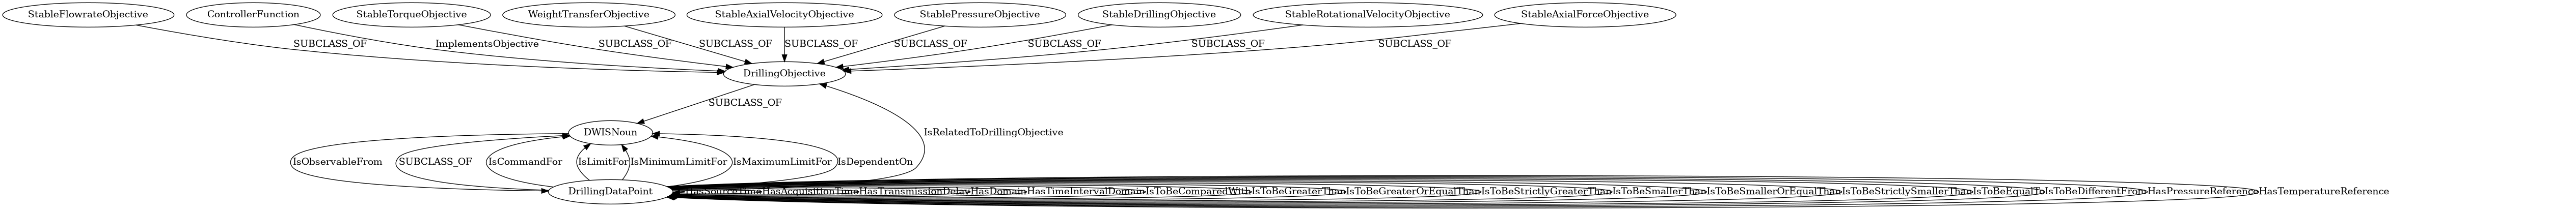 StableFlowrateObjective
ControllerFunction
StableTorqueObjective
WeightTransferObjective
StableAxialVelocityObjective
StablePressureObjective
StableDrillingObjective
StableRotationalVelocityObjective
StableAxialForceObjective
SUBCLASS_OF
ImplementsObjective
SUBCLASS_OF
SUBCLASS_OF
SUBCLASS_OF
SUBCLASS_OF
SUBCLASS_OF
SUBCLASS_OF
SUBCLASS_OF
DrillingObjective
SUBCLASS_OF
DWISNoun
IsRelatedToDrillingObjective
IsObservableFrom
SUBCLASS_OF
IsCommandFor
IsLimitFor
IsMinimumLimitFor
IsMaximumLimitFor
IsDependentOn
DrillingDataPoint
HasSourceTime
HasAcquisitionTime
HasTransmissionDelay
HasDomain
HasTimeIntervalDomain
IsToBeComparedWith
IsToBeGreaterThan
IsToBeGreaterOrEqualThan
IsToBeStrictlyGreaterThan
IsToBeSmallerThan
IsToBeSmallerOrEqualThan
IsToBeStrictlySmallerThan
IsToBeEqualTo
IsToBeDifferentFrom
HasPressureReference
HasTemperatureReference